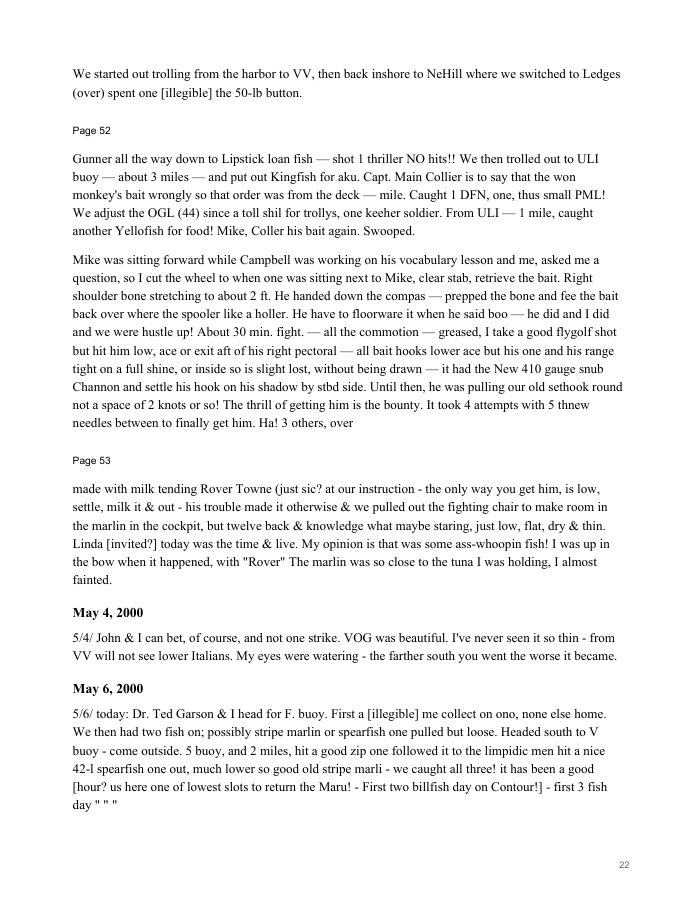 We started out trolling from the harbor to VV, then back inshore to NeHill where we switched to Ledges
(over) spent one [illegible] the 50-lb button.
Page 52
Gunner all the way down to Lipstick loan fish — shot 1 thriller NO hits!! We then trolled out to ULI
buoy — about 3 miles — and put out Kingfish for aku. Capt. Main Collier is to say that the won
monkey's bait wrongly so that order was from the deck — mile. Caught 1 DFN, one, thus small PML!
We adjust the OGL (44) since a toll shil for trollys, one keeher soldier. From ULI — 1 mile, caught
another Yellofish for food! Mike, Coller his bait again. Swooped.
Mike was sitting forward while Campbell was working on his vocabulary lesson and me, asked me a
question, so I cut the wheel to when one was sitting next to Mike, clear stab, retrieve the bait. Right
shoulder bone stretching to about 2 ft. He handed down the compas — prepped the bone and fee the bait
back over where the spooler like a holler. He have to floorware it when he said boo — he did and I did
and we were hustle up! About 30 min. fight. — all the commotion — greased, I take a good flygolf shot
but hit him low, ace or exit aft of his right pectoral — all bait hooks lower ace but his one and his range
tight on a full shine, or inside so is slight lost, without being drawn — it had the New 410 gauge snub
Channon and settle his hook on his shadow by stbd side. Until then, he was pulling our old sethook round
not a space of 2 knots or so! The thrill of getting him is the bounty. It took 4 attempts with 5 thnew
needles between to finally get him. Ha! 3 others, over
Page 53
made with milk tending Rover Towne (just sic? at our instruction - the only way you get him, is low,
settle, milk it & out - his trouble made it otherwise & we pulled out the fighting chair to make room in
the marlin in the cockpit, but twelve back & knowledge what maybe staring, just low, flat, dry & thin.
Linda [invited?] today was the time & live. My opinion is that was some ass-whoopin fish! I was up in
the bow when it happened, with "Rover" The marlin was so close to the tuna I was holding, I almost
fainted.
May 4, 2000
5/4/ John & I can bet, of course, and not one strike. VOG was beautiful. I've never seen it so thin - from
VV will not see lower Italians. My eyes were watering - the farther south you went the worse it became.
May 6, 2000
5/6/ today: Dr. Ted Garson & I head for F. buoy. First a [illegible] me collect on ono, none else home.
We then had two fish on; possibly stripe marlin or spearfish one pulled but loose. Headed south to V
buoy - come outside. 5 buoy, and 2 miles, hit a good zip one followed it to the limpidic men hit a nice
42-l spearfish one out, much lower so good old stripe marli - we caught all three! it has been a good
[hour? us here one of lowest slots to return the Maru! - First two billfish day on Contour!] - first 3 fish
day " " "
22